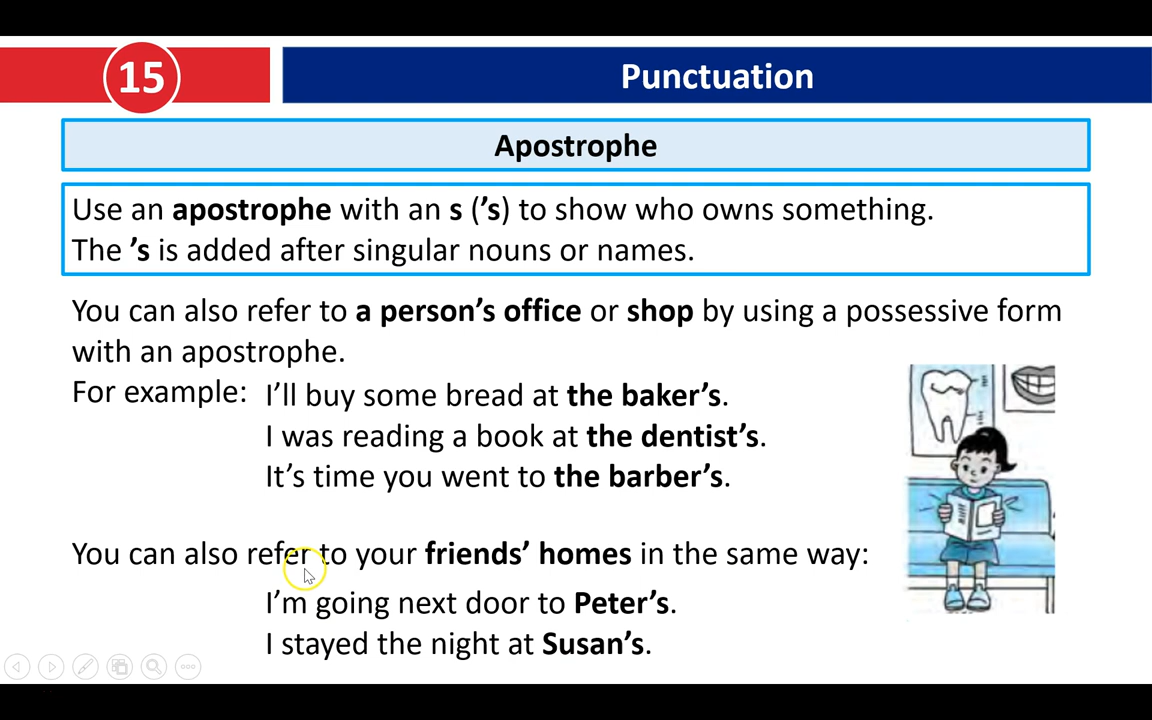 15
Punctuation
Apostrophe
Use an apostrophe with an s (’s) to show who owns something.
The ’s is added after singular nouns or names.
You can also refer to a person’s office or shop by using a possessive form
with an apostrophe.
For example: I’ll buy some bread at the baker’s.
I was reading a book at the dentist’s.
It’s time you went to the barber’s.
You can also refer to your friends’ homes in the same way:
I’m going next door to Peter’s.
I stayed the night at Susan’s.